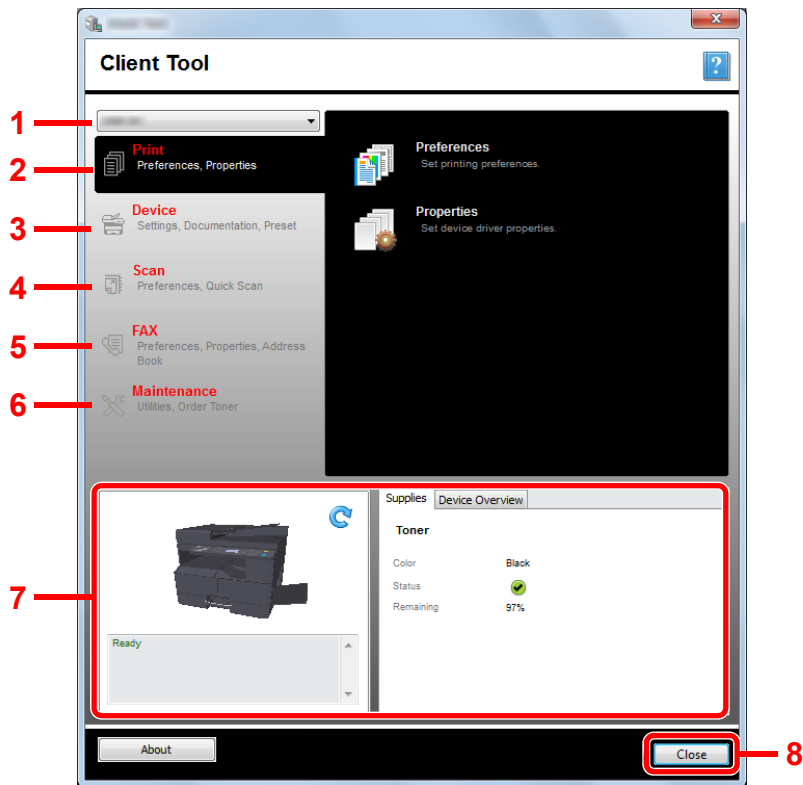 Client Tool
?
1
2
Print
Preferences, Properties
3
Device
Settings, Documentation, Preset
4
Scan
Preferences, Quick Scan
5
FAX
Preferences, Properties, Address
Book
6
Maintenance
Utilities, Order Toner
Preferences
Set printing preferences.
Properties
Set device driver properties.
7
Ready
Supplies
Device Overview
Toner
Color Black
Status
Remaining 97%
About
Close
8